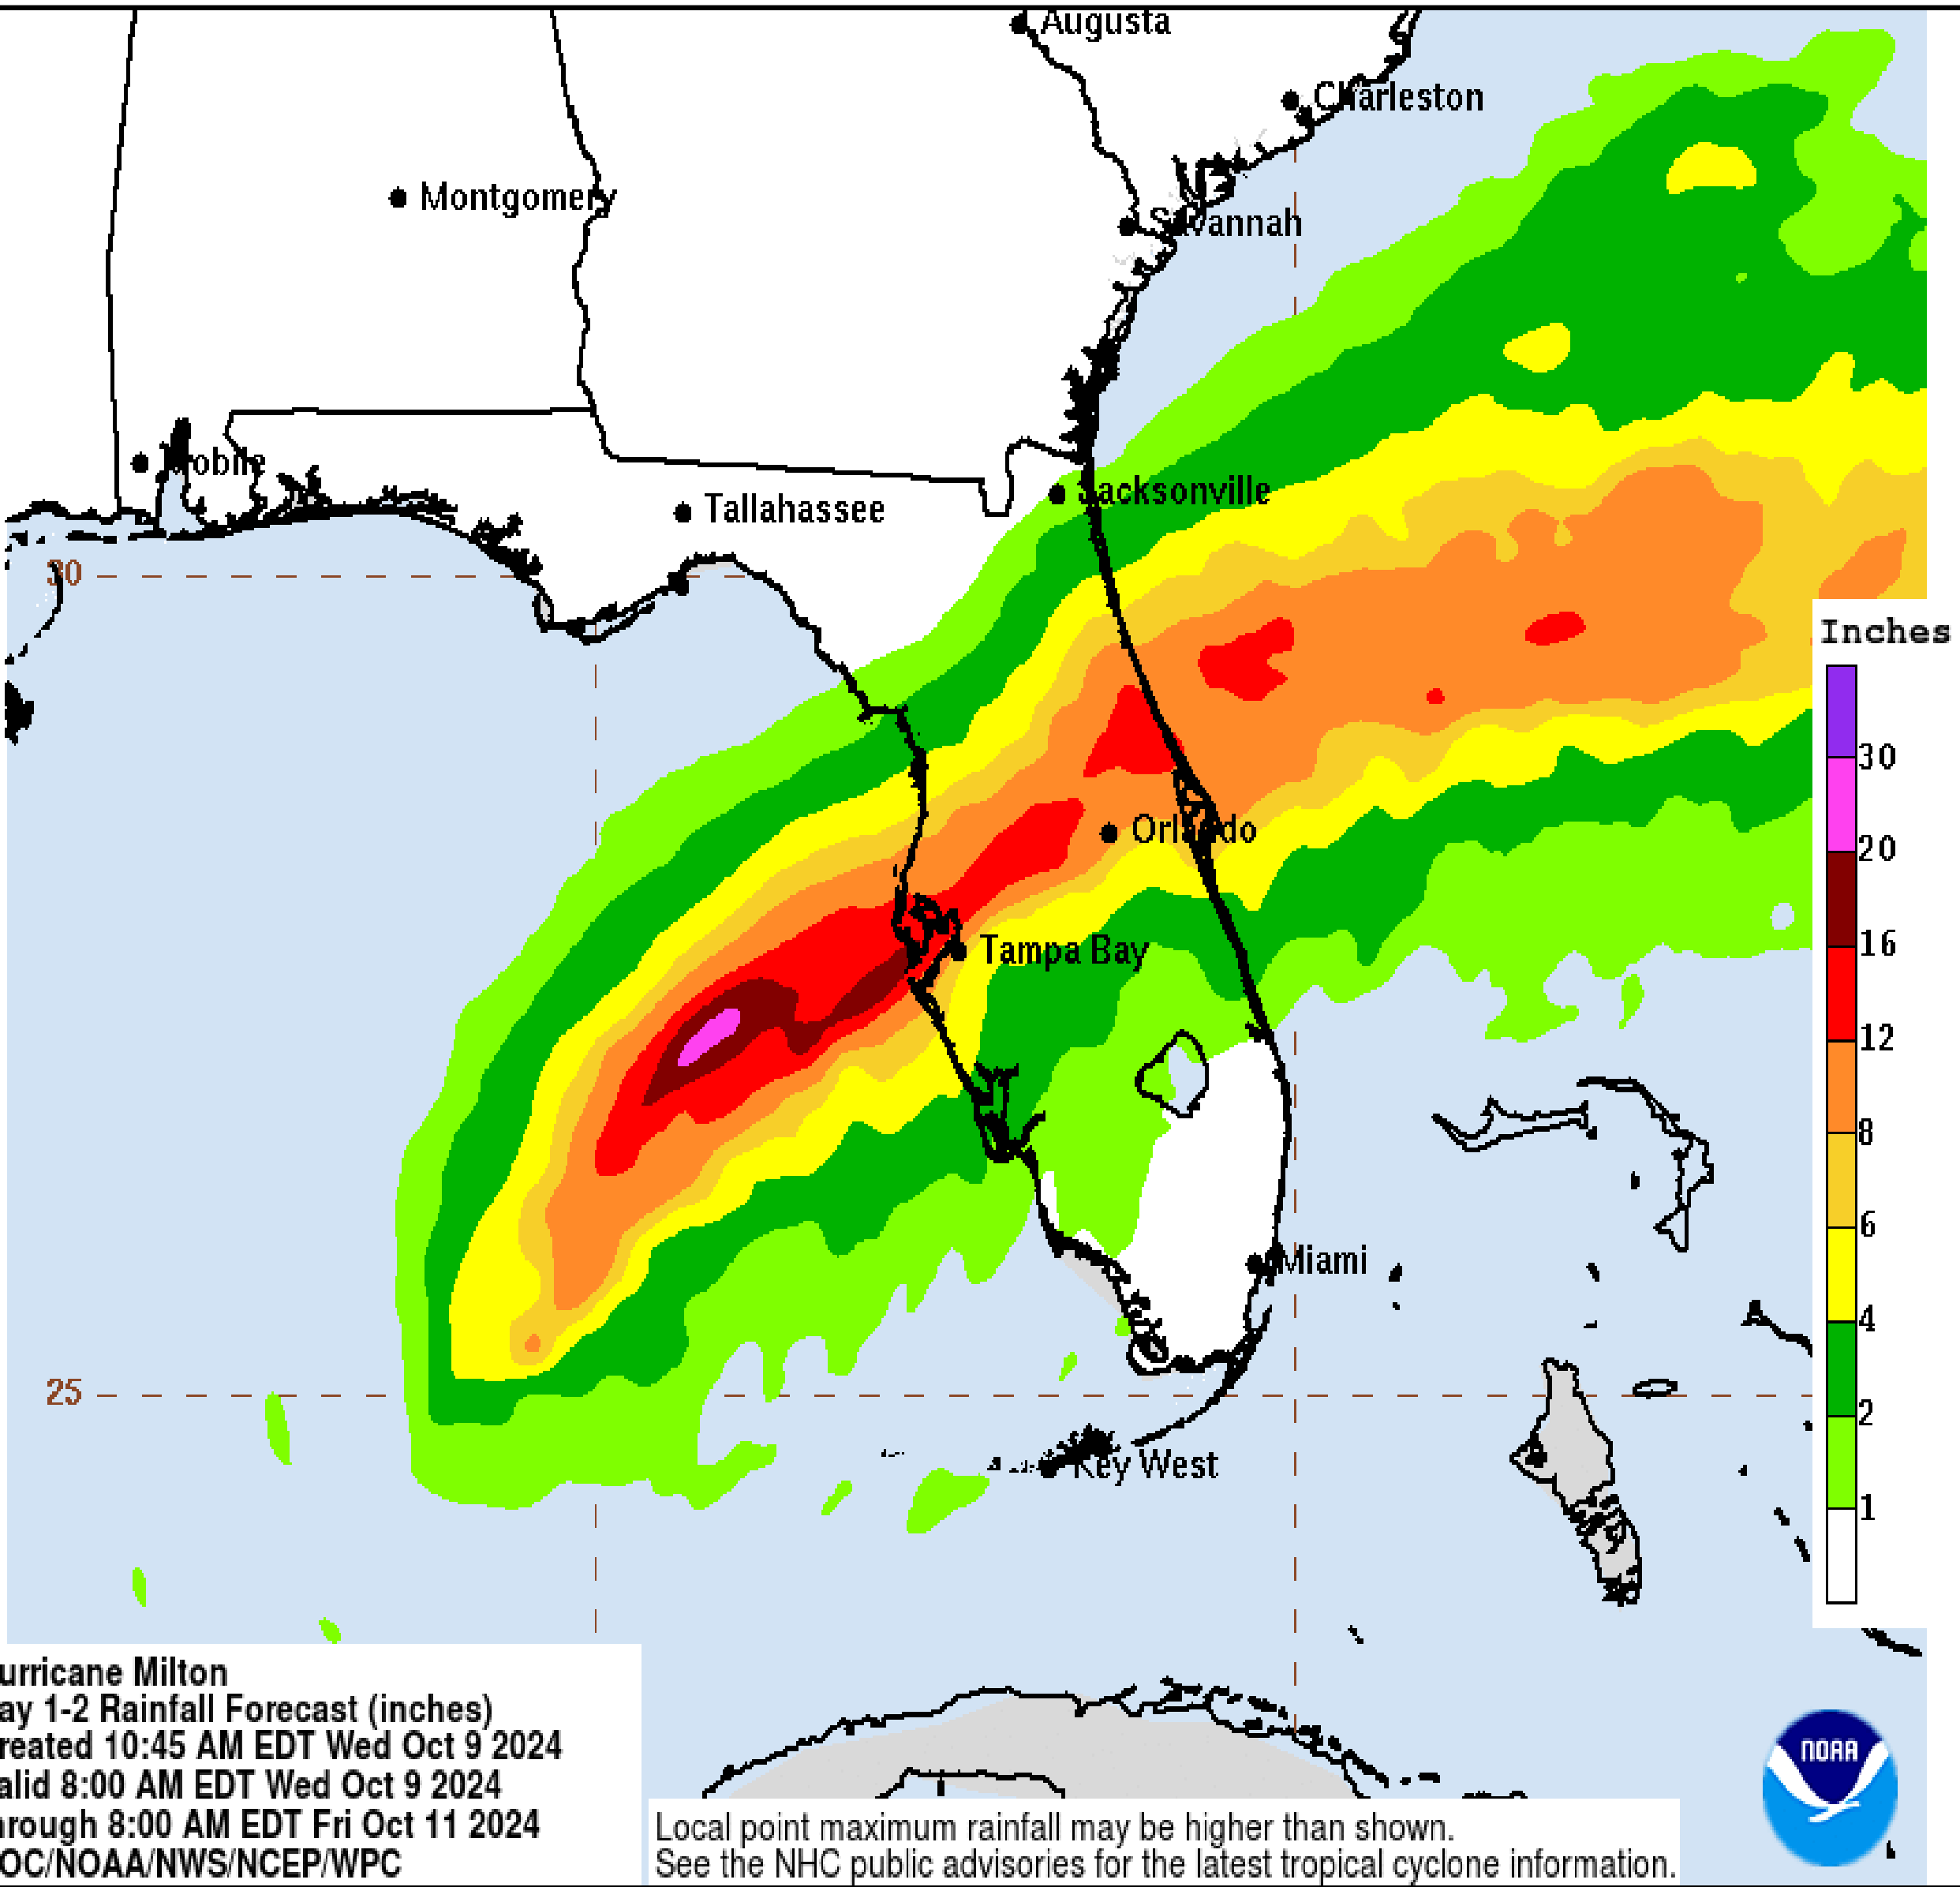 Augusta
Charleston
Montgomery
Savannah
Mobile
Jacksonville
Tallahassee
30
Inches
30
Orlando
20
Tampa Bay
16
12
8
6
Miami
4
25
2
Key West
1
urricane Milton
ay 1-2 Rainfall Forecast (inches)
reated 10:45 AM EDT Wed Oct 9 2024
alid 8:00 AM EDT Wed Oct 9 2024
hrough 8:00 AM EDT Fri Oct 11 2024
OC/NOAA/NWS/NCEP/WPC
NOAA
Local point maximum rainfall may be higher than shown.
See the NHC public advisories for the latest tropical cyclone information.